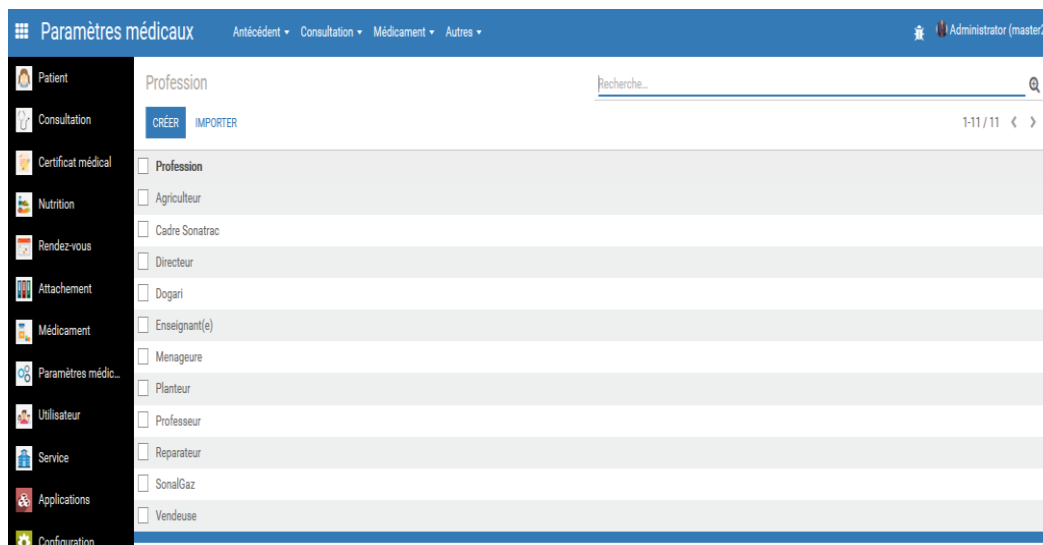 Paramètres médicaux
Antécédent Consultation Médicament Autres
Administrator (master2
Patient
Consultation
Certificat médical
Nutrition
Rendez-vous
Attachement
Médicament
Paramètres médic...
Utilisateur
Service
Applications
Configuration
Profession
Recherche...
CRÉER IMPORTER
1-11 / 11
Profession
Agriculteur
Cadre Sonatrac
Directeur
Dogari
Enseignant(e)
Menageure
Planteur
Professeur
Reparateur
SonalGaz
Vendeuse